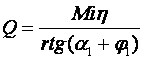 Q = Miη / rtg(α₁ + φ₁)